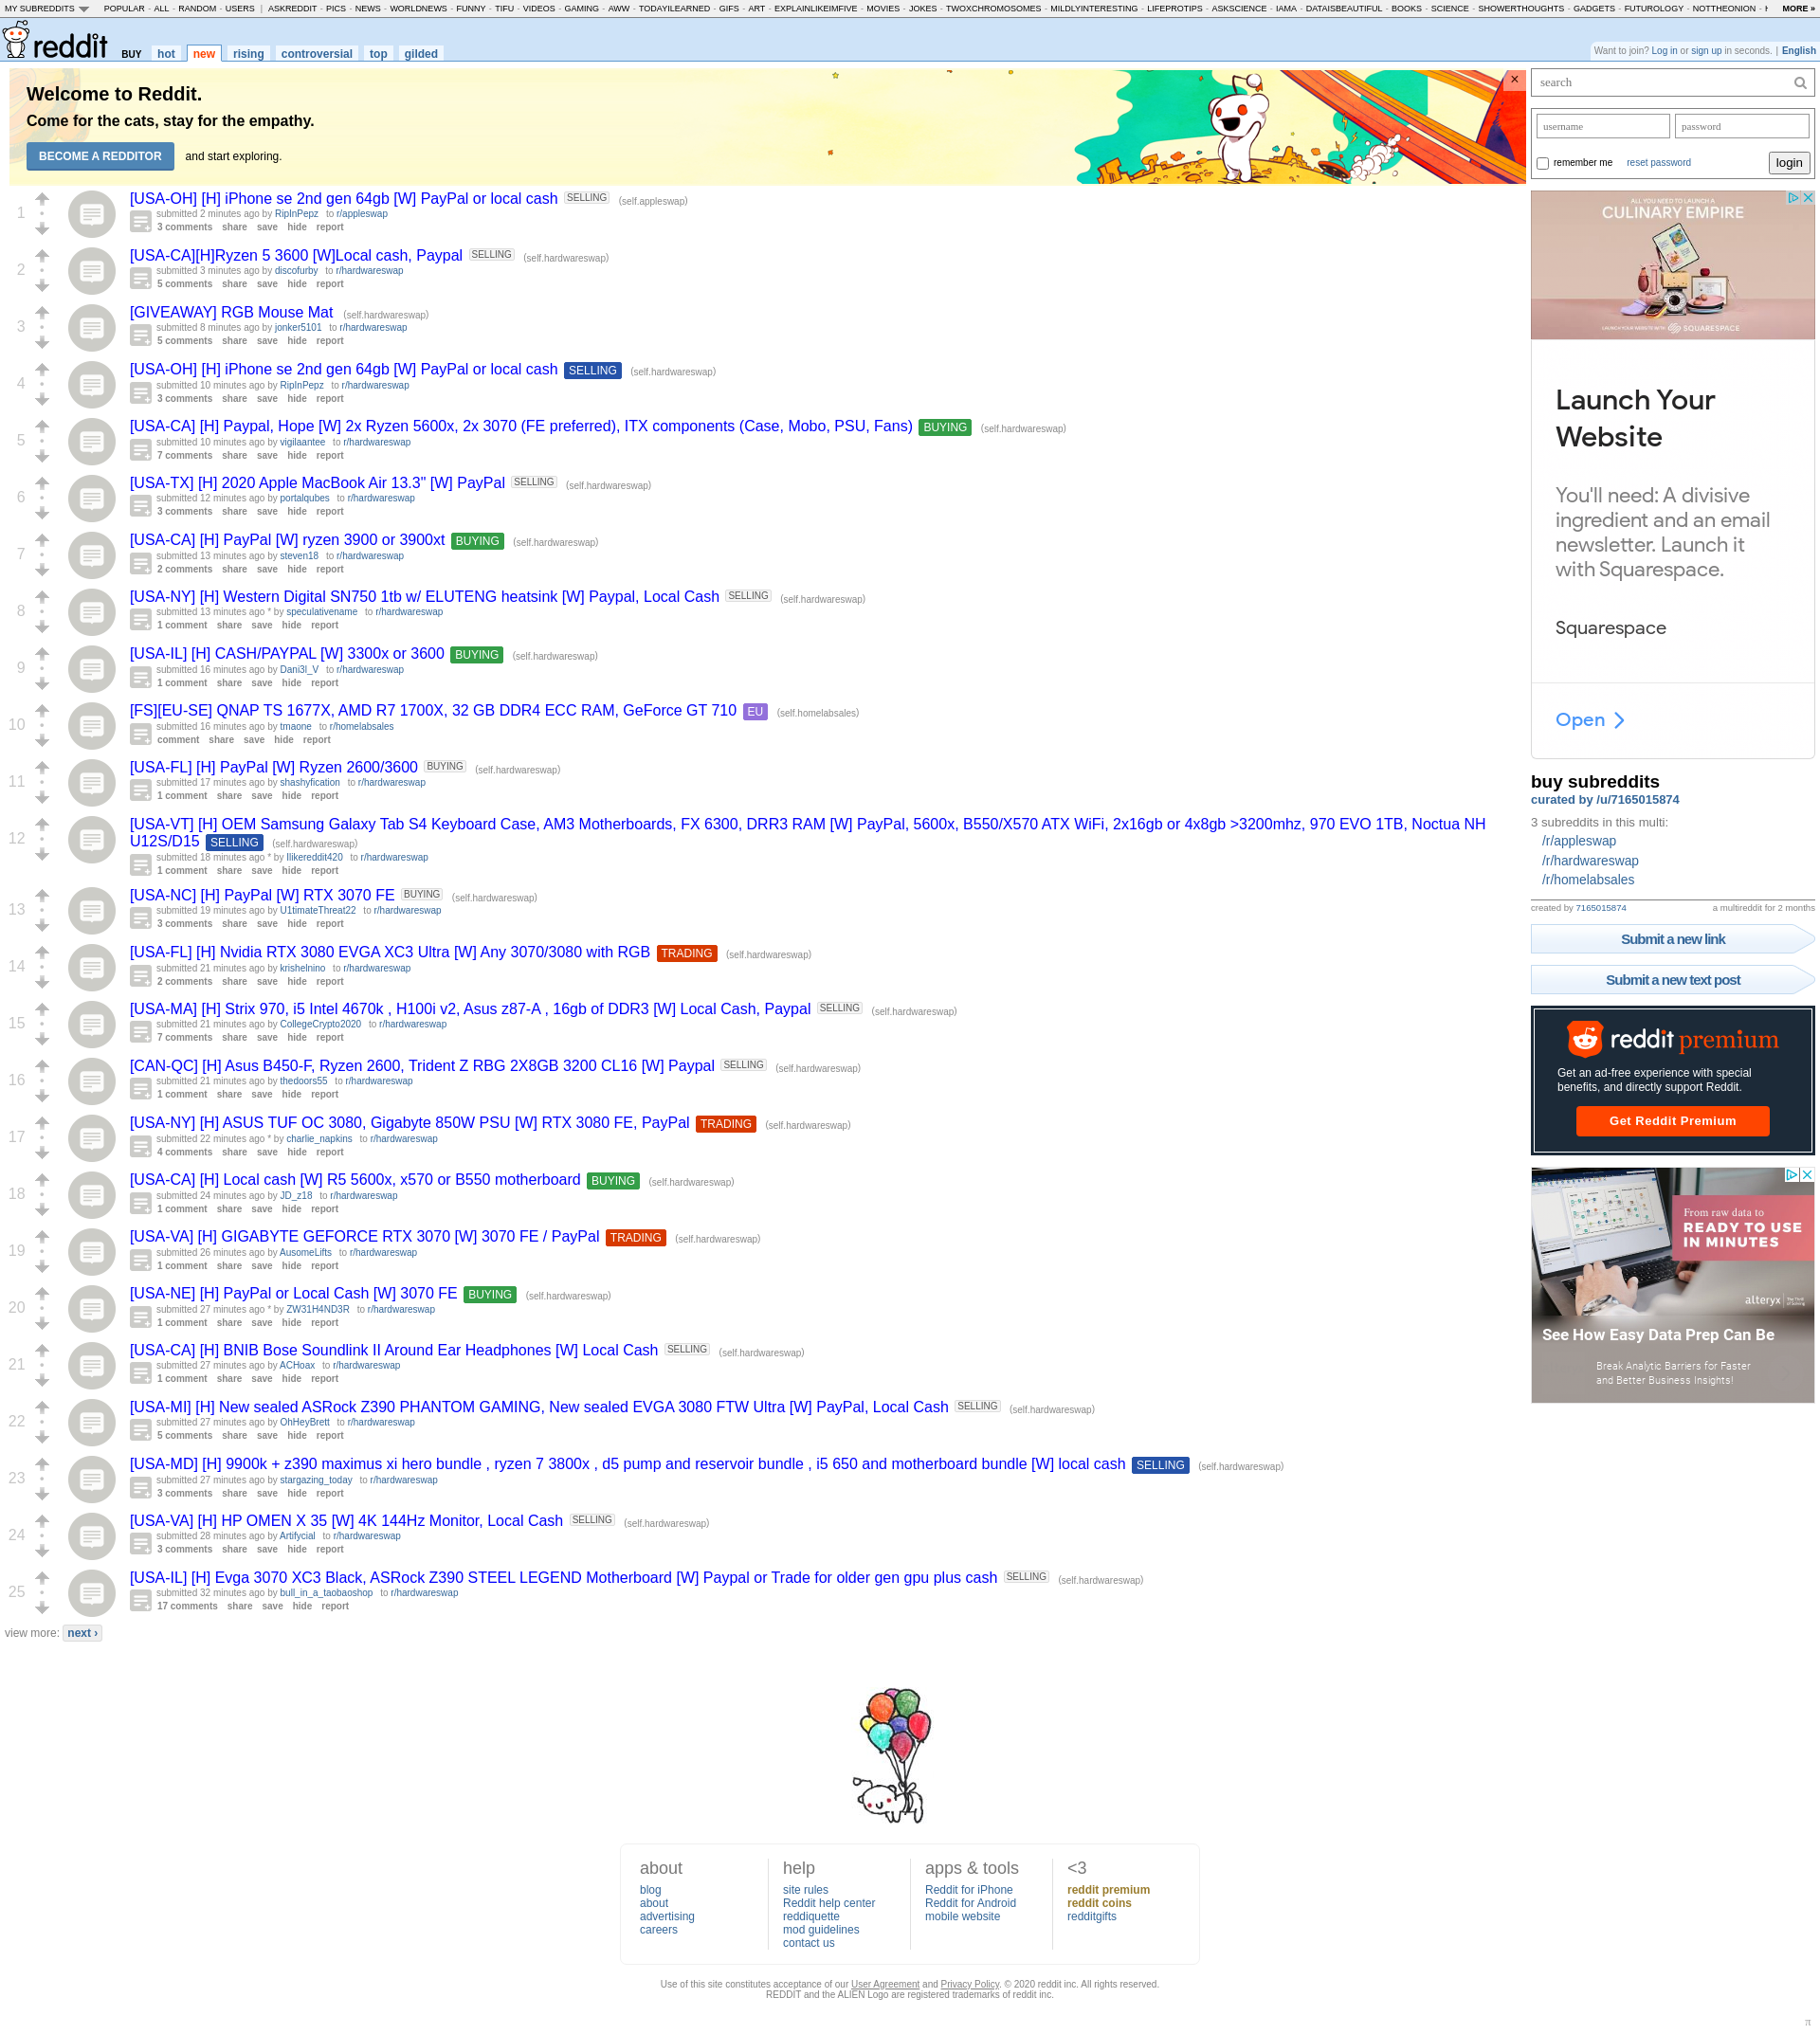 MY SUBREDDITS POPULAR - ALL - RANDOM - USERS | ASKREDDIT - PICS - NEWS - WORLDNEWS - FUNNY - TIFU - VIDEOS - GAMING - AWW - TODAYILEARNED - GIFS - ART - EXPLAINLIKEIMFIVE - MOVIES - JOKES - TWOXCHROMOSOMES - MILDLYINTERESTING - LIFEPROTIPS - ASKSCIENCE - IAMA - DATAISBEAUTIFUL - BOOKS - SCIENCE - SHOWERTHOUGHTS - GADGETS - FUTUROLOGY - NOTTHEONION - MORE »
reddit BUY hot new rising controversial top gilded
Want to join? Log in or sign up in seconds. | English
Welcome to Reddit.
Come for the cats, stay for the empathy.
BECOME A REDDITOR and start exploring.
×
1
[USA-OH] [H] iPhone se 2nd gen 64gb [W] PayPal or local cash SELLING (self.appleswap)
submitted 2 minutes ago by RipInPepz to r/appleswap
3 comments share save hide report
2
[USA-CA][H]Ryzen 5 3600 [W]Local cash, Paypal SELLING (self.hardwareswap)
submitted 3 minutes ago by discofurby to r/hardwareswap
5 comments share save hide report
3
[GIVEAWAY] RGB Mouse Mat (self.hardwareswap)
submitted 8 minutes ago by jonker5101 to r/hardwareswap
5 comments share save hide report
4
[USA-OH] [H] iPhone se 2nd gen 64gb [W] PayPal or local cash SELLING (self.hardwareswap)
submitted 10 minutes ago by RipInPepz to r/hardwareswap
3 comments share save hide report
5
[USA-CA] [H] Paypal, Hope [W] 2x Ryzen 5600x, 2x 3070 (FE preferred), ITX components (Case, Mobo, PSU, Fans) BUYING (self.hardwareswap)
submitted 10 minutes ago by vigilaantee to r/hardwareswap
7 comments share save hide report
6
[USA-TX] [H] 2020 Apple MacBook Air 13.3" [W] PayPal SELLING (self.hardwareswap)
submitted 12 minutes ago by portalqubes to r/hardwareswap
3 comments share save hide report
7
[USA-CA] [H] PayPal [W] ryzen 3900 or 3900xt BUYING (self.hardwareswap)
submitted 13 minutes ago by steven18 to r/hardwareswap
2 comments share save hide report
8
[USA-NY] [H] Western Digital SN750 1tb w/ ELUTENG heatsink [W] Paypal, Local Cash SELLING (self.hardwareswap)
submitted 13 minutes ago * by speculativename to r/hardwareswap
1 comment share save hide report
9
[USA-IL] [H] CASH/PAYPAL [W] 3300x or 3600 BUYING (self.hardwareswap)
submitted 16 minutes ago by Dani3l_V to r/hardwareswap
1 comment share save hide report
10
[FS][EU-SE] QNAP TS 1677X, AMD R7 1700X, 32 GB DDR4 ECC RAM, GeForce GT 710 EU (self.homelabsales)
submitted 16 minutes ago by tmaone to r/homelabsales
comment share save hide report
11
[USA-FL] [H] PayPal [W] Ryzen 2600/3600 BUYING (self.hardwareswap)
submitted 17 minutes ago by shashyfication to r/hardwareswap
1 comment share save hide report
12
[USA-VT] [H] OEM Samsung Galaxy Tab S4 Keyboard Case, AM3 Motherboards, FX 6300, DRR3 RAM [W] PayPal, 5600x, B550/X570 ATX WiFi, 2x16gb or 4x8gb >3200mhz, 970 EVO 1TB, Noctua NH
U12S/D15 SELLING (self.hardwareswap)
submitted 18 minutes ago * by Ilikereddit420 to r/hardwareswap
1 comment share save hide report
13
[USA-NC] [H] PayPal [W] RTX 3070 FE BUYING (self.hardwareswap)
submitted 19 minutes ago by U1timateThreat22 to r/hardwareswap
3 comments share save hide report
14
[USA-FL] [H] Nvidia RTX 3080 EVGA XC3 Ultra [W] Any 3070/3080 with RGB TRADING (self.hardwareswap)
submitted 21 minutes ago by krishelnino to r/hardwareswap
2 comments share save hide report
15
[USA-MA] [H] Strix 970, i5 Intel 4670k , H100i v2, Asus z87-A , 16gb of DDR3 [W] Local Cash, Paypal SELLING (self.hardwareswap)
submitted 21 minutes ago by CollegeCrypto2020 to r/hardwareswap
7 comments share save hide report
16
[CAN-QC] [H] Asus B450-F, Ryzen 2600, Trident Z RBG 2X8GB 3200 CL16 [W] Paypal SELLING (self.hardwareswap)
submitted 21 minutes ago by thedoors55 to r/hardwareswap
1 comment share save hide report
17
[USA-NY] [H] ASUS TUF OC 3080, Gigabyte 850W PSU [W] RTX 3080 FE, PayPal TRADING (self.hardwareswap)
submitted 22 minutes ago * by charlie_napkins to r/hardwareswap
4 comments share save hide report
18
[USA-CA] [H] Local cash [W] R5 5600x, x570 or B550 motherboard BUYING (self.hardwareswap)
submitted 24 minutes ago by JD_z18 to r/hardwareswap
1 comment share save hide report
19
[USA-VA] [H] GIGABYTE GEFORCE RTX 3070 [W] 3070 FE / PayPal TRADING (self.hardwareswap)
submitted 26 minutes ago by AusomeLifts to r/hardwareswap
1 comment share save hide report
20
[USA-NE] [H] PayPal or Local Cash [W] 3070 FE BUYING (self.hardwareswap)
submitted 27 minutes ago * by ZW31H4ND3R to r/hardwareswap
1 comment share save hide report
21
[USA-CA] [H] BNIB Bose Soundlink II Around Ear Headphones [W] Local Cash SELLING (self.hardwareswap)
submitted 27 minutes ago by ACHoax to r/hardwareswap
1 comment share save hide report
22
[USA-MI] [H] New sealed ASRock Z390 PHANTOM GAMING, New sealed EVGA 3080 FTW Ultra [W] PayPal, Local Cash SELLING (self.hardwareswap)
submitted 27 minutes ago by OhHeyBrett to r/hardwareswap
5 comments share save hide report
23
[USA-MD] [H] 9900k + z390 maximus xi hero bundle , ryzen 7 3800x , d5 pump and reservoir bundle , i5 650 and motherboard bundle [W] local cash SELLING (self.hardwareswap)
submitted 27 minutes ago by stargazing_today to r/hardwareswap
3 comments share save hide report
24
[USA-VA] [H] HP OMEN X 35 [W] 4K 144Hz Monitor, Local Cash SELLING (self.hardwareswap)
submitted 28 minutes ago by Artifycial to r/hardwareswap
3 comments share save hide report
25
[USA-IL] [H] Evga 3070 XC3 Black, ASRock Z390 STEEL LEGEND Motherboard [W] Paypal or Trade for older gen gpu plus cash SELLING (self.hardwareswap)
submitted 32 minutes ago by bull_in_a_taobaoshop to r/hardwareswap
17 comments share save hide report
view more: next ›
search
username password
remember me reset password login
ALL YOU NEED TO LAUNCH A
CULINARY EMPIRE
LAUNCH YOUR WEBSITE WITH SQUARESPACE
Launch Your
Website
You'll need: A divisive
ingredient and an email
newsletter. Launch it
with Squarespace.
Squarespace
Open
buy subreddits
curated by /u/7165015874
3 subreddits in this multi:
/r/appleswap
/r/hardwareswap
/r/homelabsales
created by 7165015874 a multireddit for 2 months
Submit a new link
Submit a new text post
reddit premium
Get an ad-free experience with special
benefits, and directly support Reddit.
Get Reddit Premium
From raw data to
READY TO USE
IN MINUTES
alteryx
See How Easy Data Prep Can Be
Break Analytic Barriers for Faster
and Better Business Insights!
about
blog
about
advertising
careers
help
site rules
Reddit help center
reddiquette
mod guidelines
contact us
apps & tools
Reddit for iPhone
Reddit for Android
mobile website
<3
reddit premium
reddit coins
redditgifts
Use of this site constitutes acceptance of our User Agreement and Privacy Policy. © 2020 reddit inc. All rights reserved.
REDDIT and the ALIEN Logo are registered trademarks of reddit inc.
π